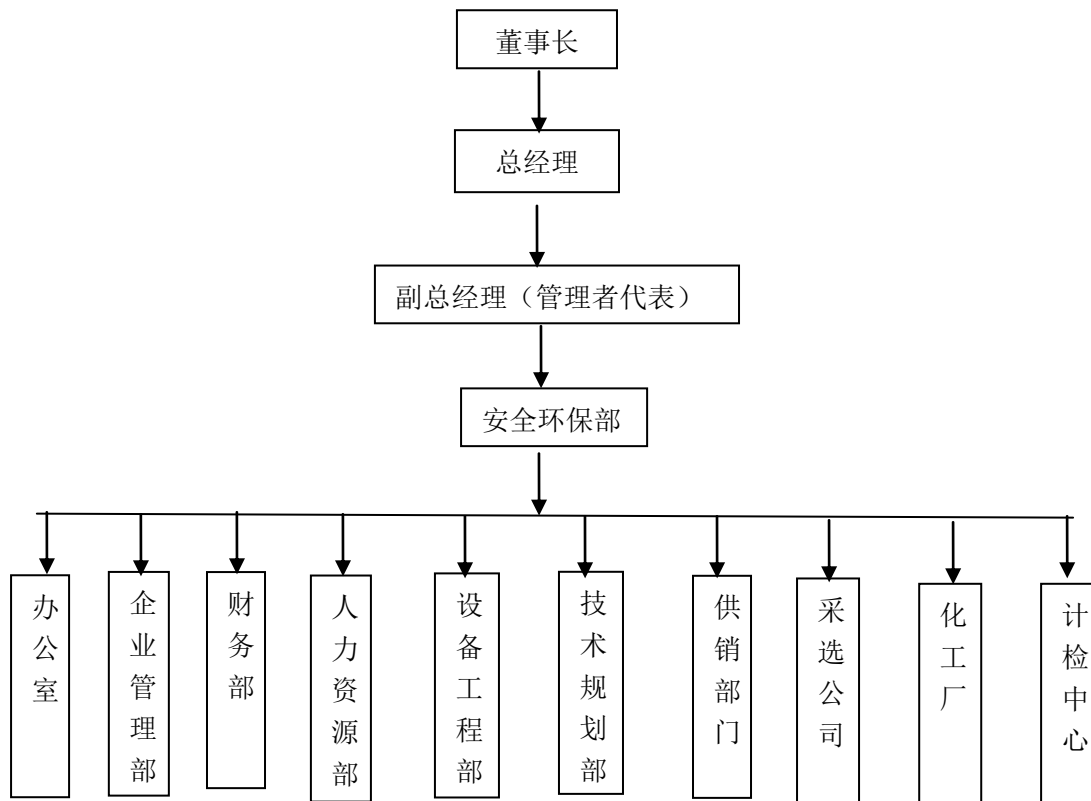 董事长
总经理
副总经理（管理者代表）
安全环保部
办公室
企业管理部
财务部
人力资源部
设备工程部
技术规划部
供销部门
采选公司
化工厂
计检中心